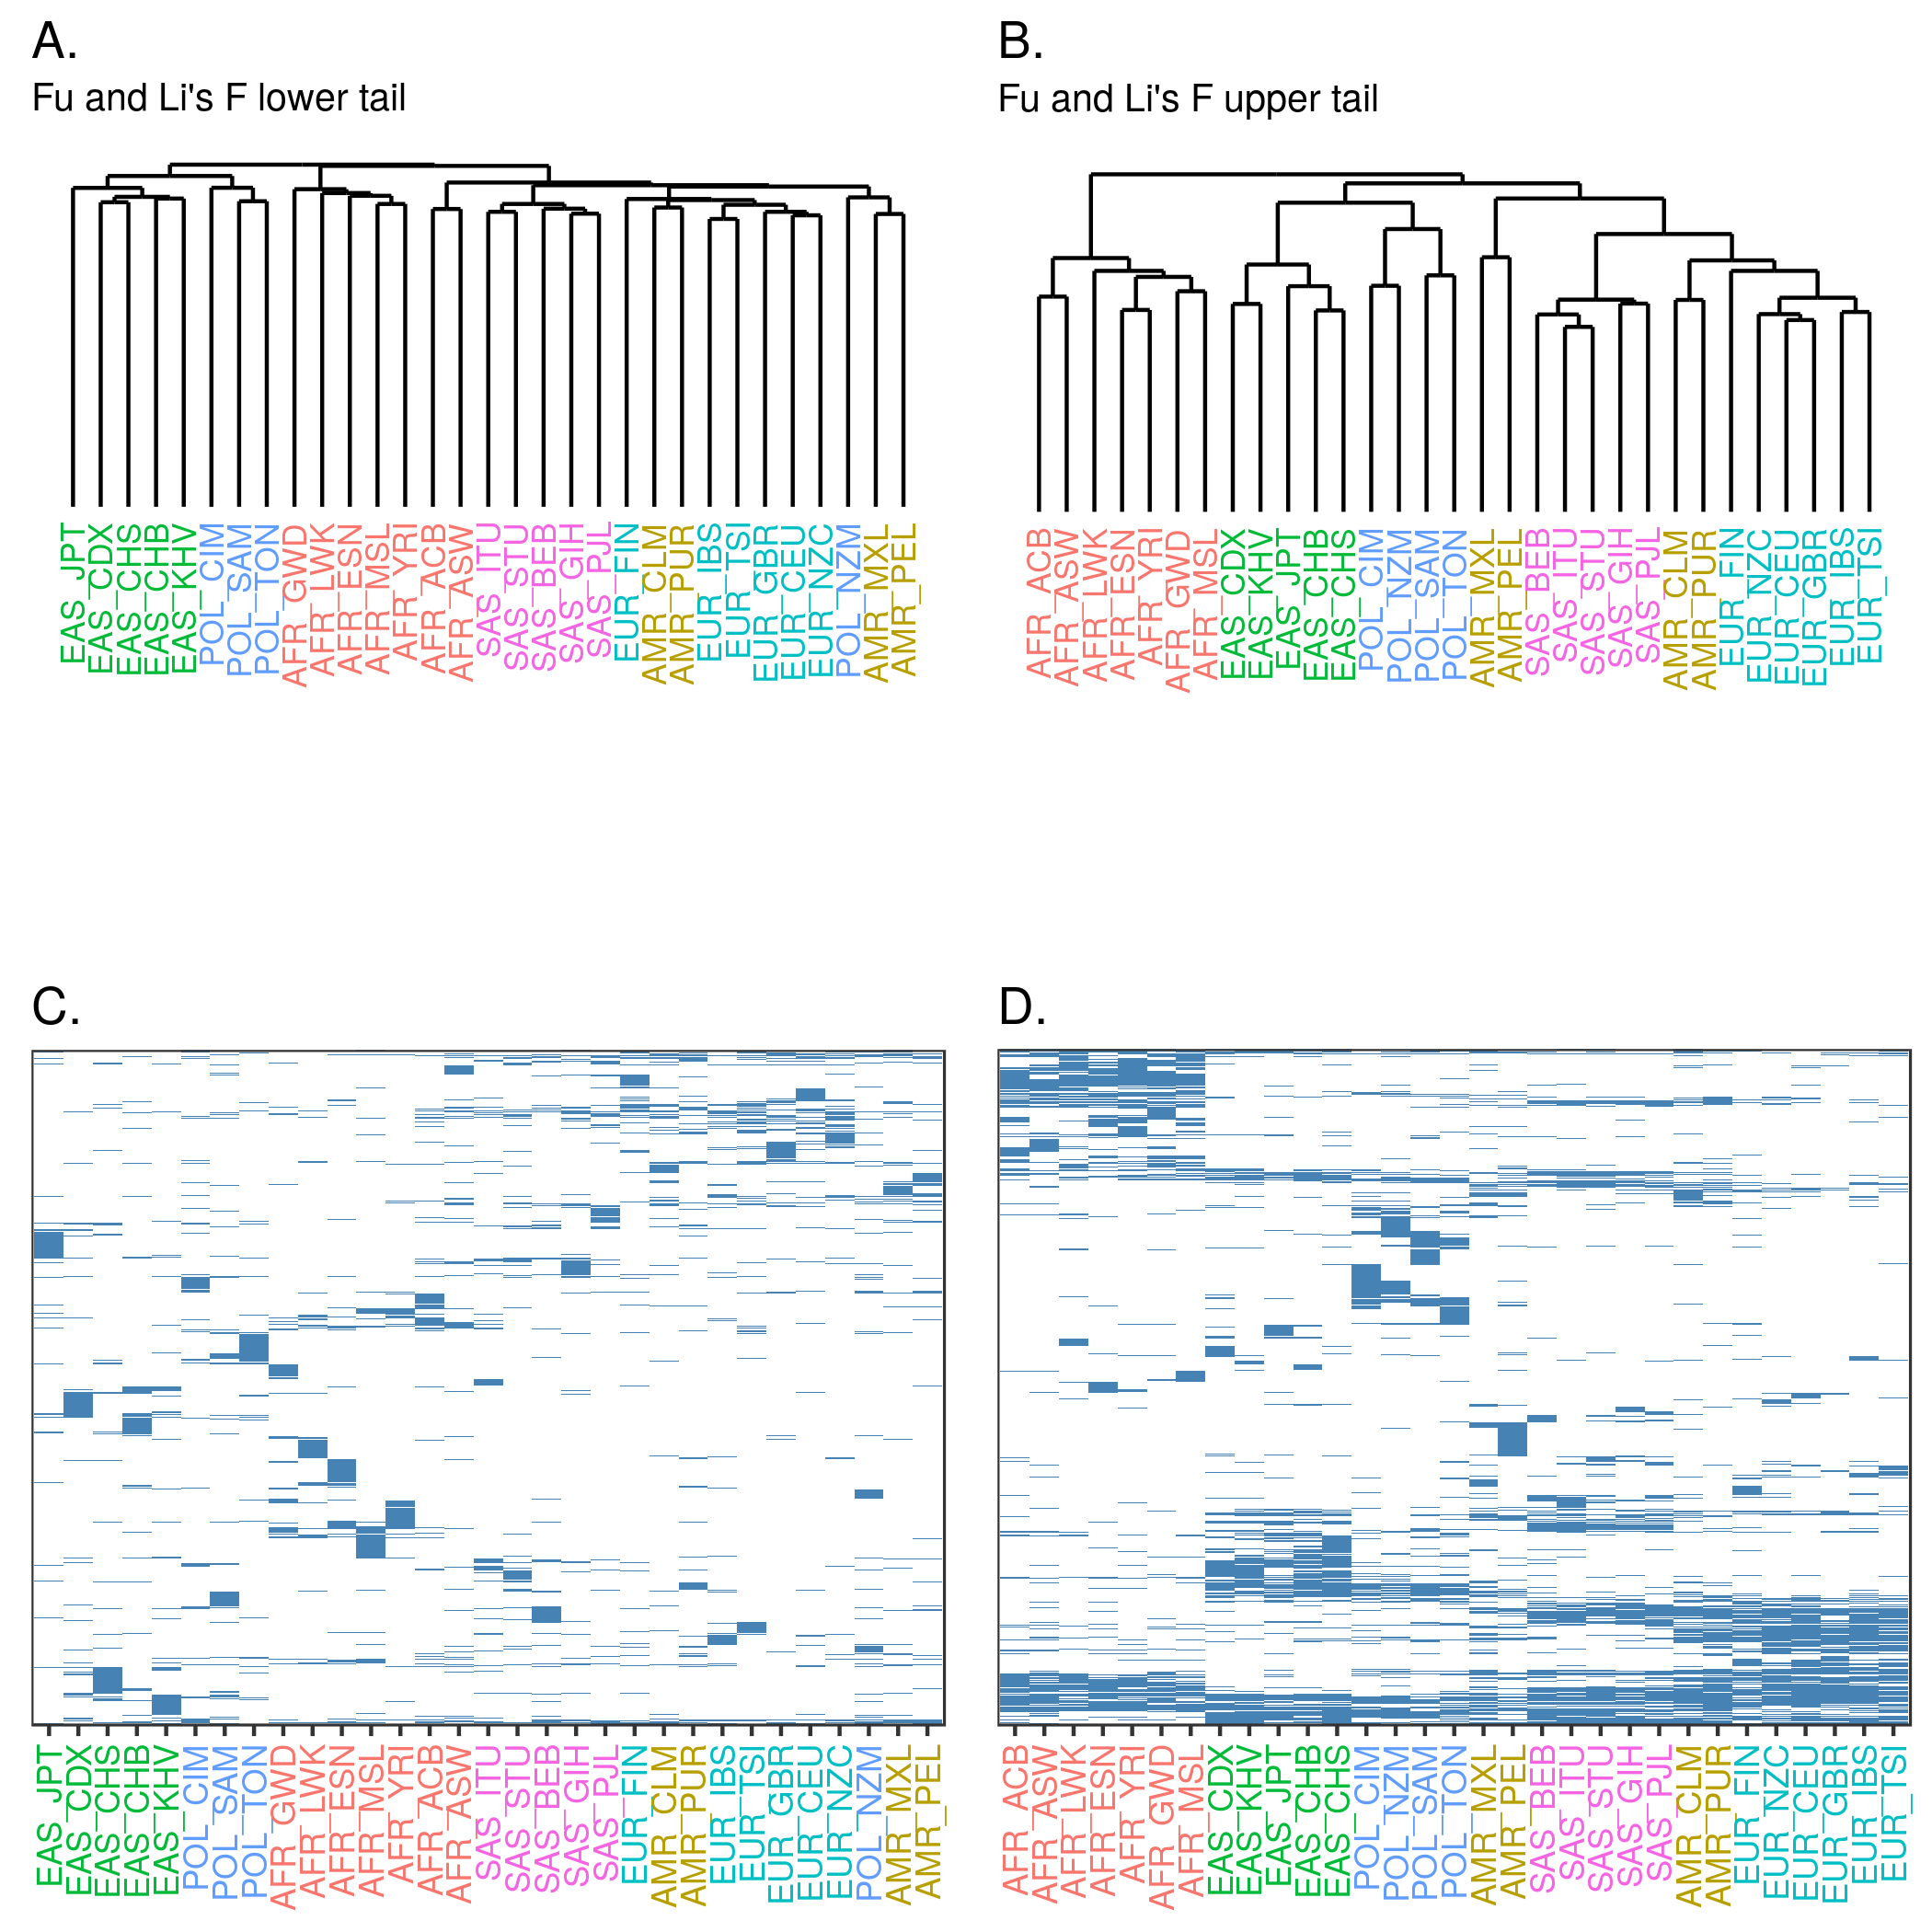 A.
Fu and Li's F lower tail
EAS_JPT
EAS_CDX
EAS_CHS
EAS_CHB
EAS_KHV
POL_CIM
POL_SAM
POL_TON
AFR_GWD
AFR_LWK
AFR_ESN
AFR_MSL
AFR_YRI
AFR_ACB
AFR_ASW
SAS_ITU
SAS_STU
SAS_BEB
SAS_GIH
SAS_PJL
EUR_FIN
AMR_CLM
AMR_PUR
EUR_IBS
EUR_TSI
EUR_GBR
EUR_CEU
EUR_NZC
POL_NZM
AMR_MXL
AMR_PEL
B.
Fu and Li's F upper tail
AFR_ACB
AFR_ASW
AFR_LWK
AFR_ESN
AFR_YRI
AFR_GWD
AFR_MSL
EAS_CDX
EAS_KHV
EAS_JPT
EAS_CHB
EAS_CHS
POL_CIM
POL_NZM
POL_SAM
POL_TON
AMR_MXL
AMR_PEL
SAS_BEB
SAS_ITU
SAS_STU
SAS_GIH
SAS_PJL
AMR_CLM
AMR_PUR
EUR_FIN
EUR_NZC
EUR_CEU
EUR_GBR
EUR_IBS
EUR_TSI
C.
EAS_JPT
EAS_CDX
EAS_CHS
EAS_CHB
EAS_KHV
POL_CIM
POL_SAM
POL_TON
AFR_GWD
AFR_LWK
AFR_ESN
AFR_MSL
AFR_YRI
AFR_ACB
AFR_ASW
SAS_ITU
SAS_STU
SAS_BEB
SAS_GIH
SAS_PJL
EUR_FIN
AMR_CLM
AMR_PUR
EUR_IBS
EUR_TSI
EUR_GBR
EUR_CEU
EUR_NZC
POL_NZM
AMR_MXL
AMR_PEL
D.
AFR_ACB
AFR_ASW
AFR_LWK
AFR_ESN
AFR_YRI
AFR_GWD
AFR_MSL
EAS_CDX
EAS_KHV
EAS_JPT
EAS_CHB
EAS_CHS
POL_CIM
POL_NZM
POL_SAM
POL_TON
AMR_MXL
AMR_PEL
SAS_BEB
SAS_ITU
SAS_STU
SAS_GIH
SAS_PJL
AMR_CLM
AMR_PUR
EUR_FIN
EUR_NZC
EUR_CEU
EUR_GBR
EUR_IBS
EUR_TSI